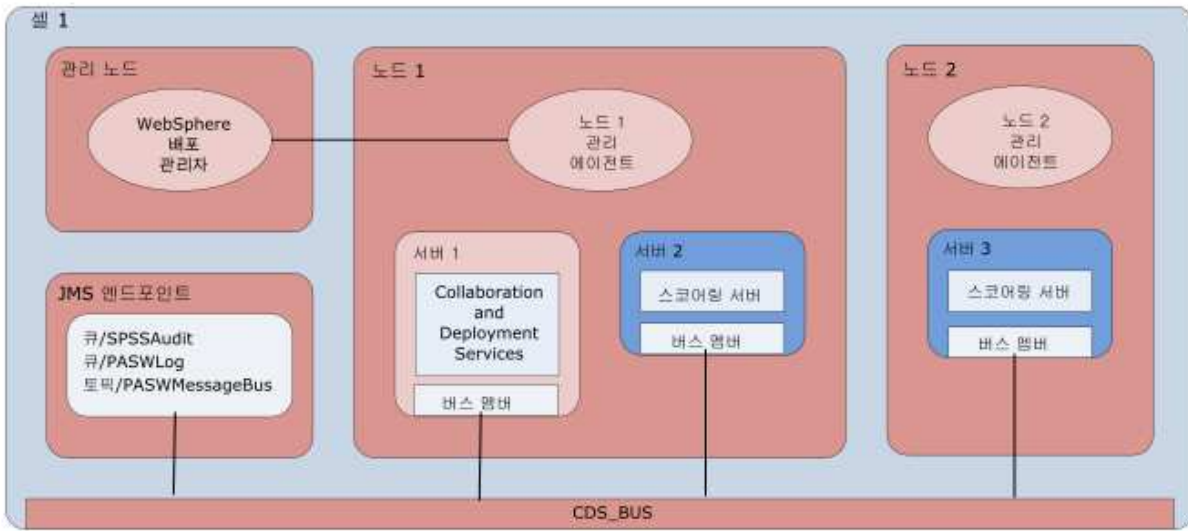 셀 1
관리 노드
WebSphere
배포
관리자
노드 1
노드 1
관리
에이전트
노드 2
노드 2
관리
에이전트
JMS 엔드포인트
큐/SPSSAudit
큐/PASWLog
토픽/PASWMessageBus
서버 1
Collaboration
and
Deployment
Services
버스 멤버
서버 2
스코어링 서버
버스 멤버
서버 3
스코어링 서버
버스 멤버
CDS_BUS